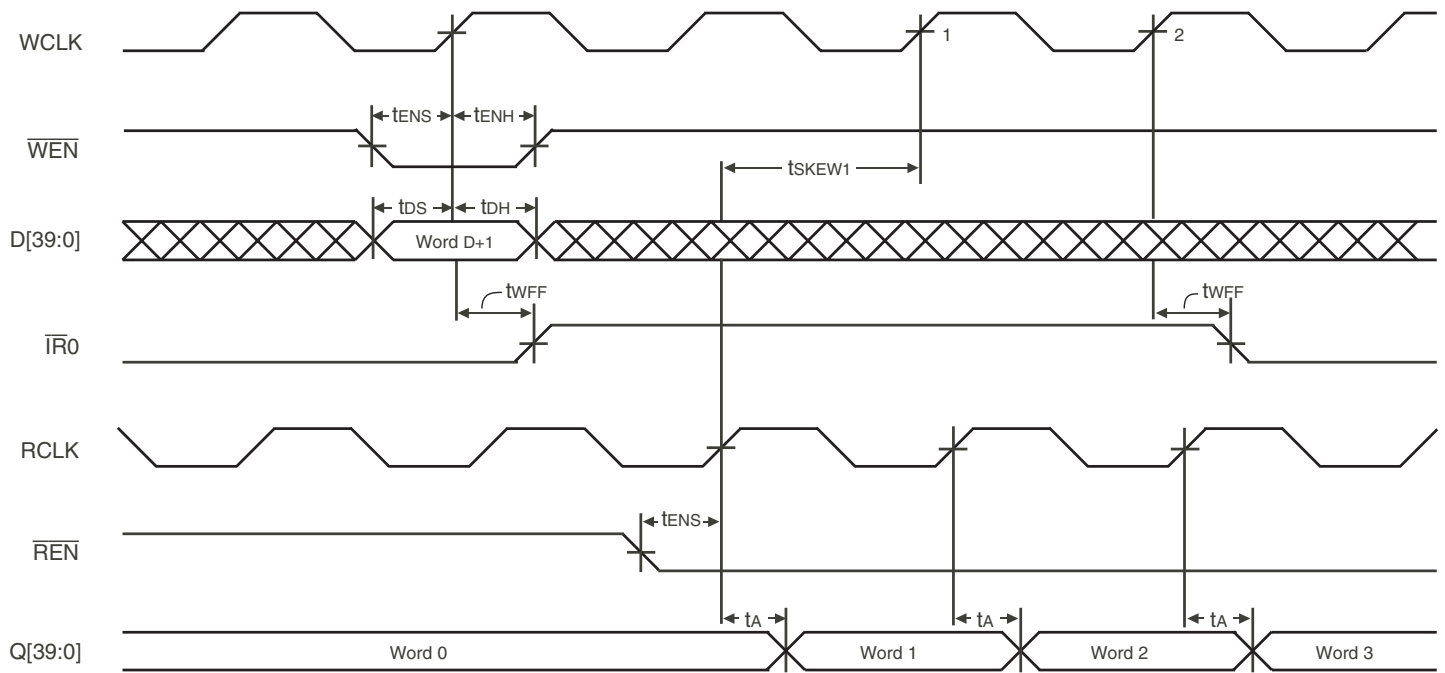 WCLK
1
2
tENS
tENH
WEN
tSKEW1
tDS
tDH
D[39:0]
Word D+1
tWFF
tWFF
IR0
RCLK
tENS
REN
tA
tA
tA
Q[39:0]
Word 0
Word 1
Word 2
Word 3